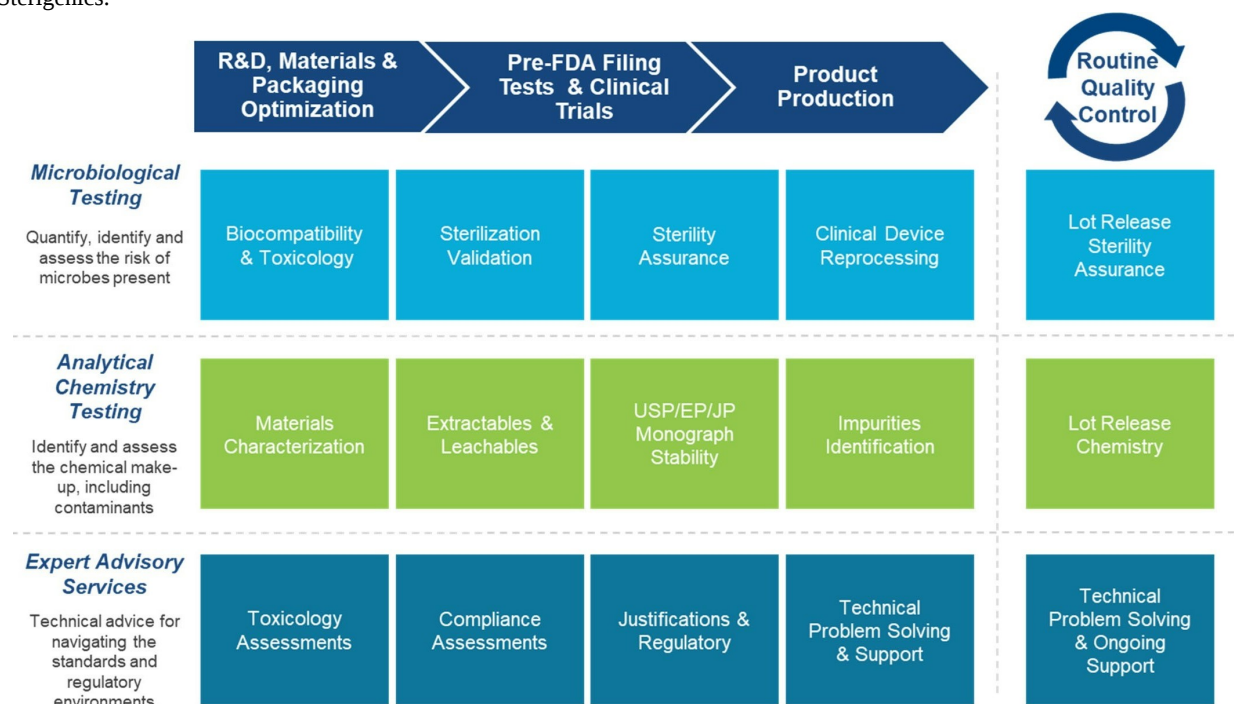 Sterigenics.
R&D, Materials &
Packaging
Optimization
Pre-FDA Filing
Tests & Clinical
Trials
Product
Production
Routine
Quality
Control
Microbiological
Testing
Quantify, identify and
assess the risk of
microbes present
Biocompatibility
& Toxicology
Sterilization
Validation
Sterility
Assurance
Clinical Device
Reprocessing
Lot Release
Sterility
Assurance
Analytical
Chemistry
Testing
Identify and assess
the chemical make-
up, including
contaminants
Materials
Characterization
Extractables &
Leachables
USP/EP/JP
Monograph
Stability
Impurities
Identification
Lot Release
Chemistry
Expert Advisory
Services
Technical advice for
navigating the
standards and
regulatory
environments
Toxicology
Assessments
Compliance
Assessments
Justifications &
Regulatory
Technical
Problem Solving
& Support
Technical
Problem Solving
& Ongoing
Support